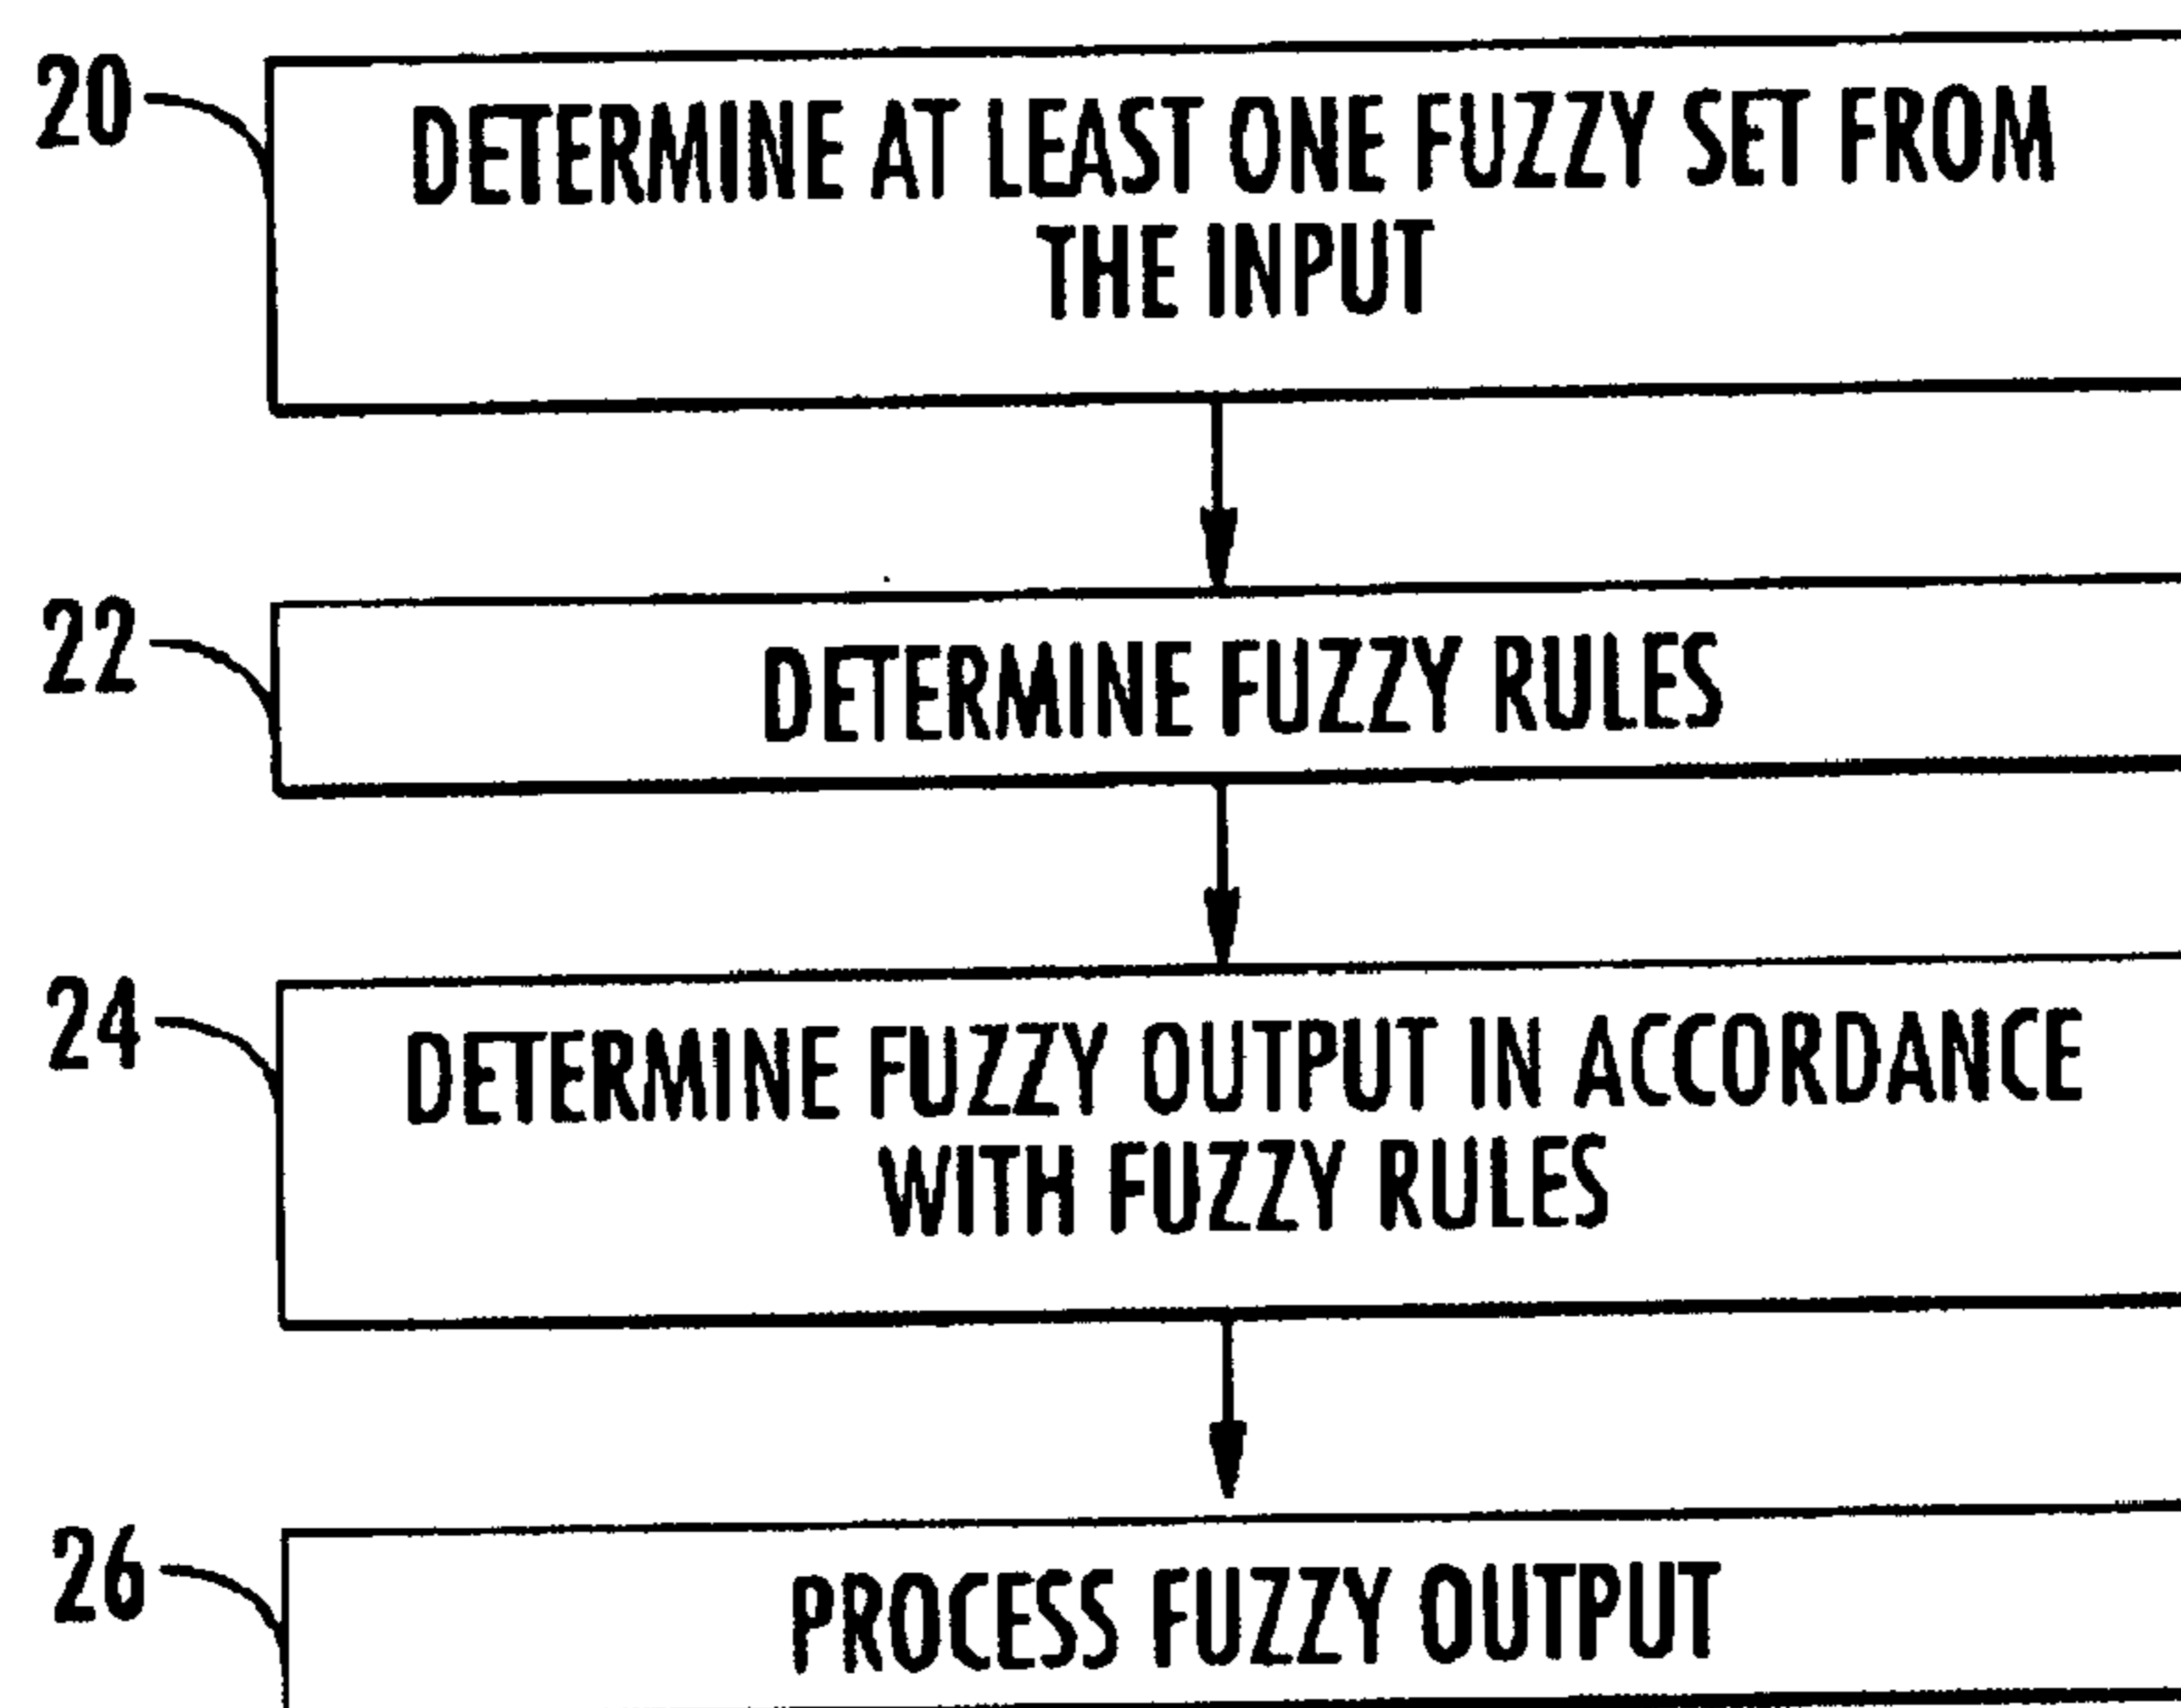 20
DETERMINE AT LEAST ONE FUZZY SET FROM
THE INPUT
22
DETERMINE FUZZY RULES
24
DETERMINE FUZZY OUTPUT IN ACCORDANCE
WITH FUZZY RULES
26
PROCESS FUZZY OUTPUT